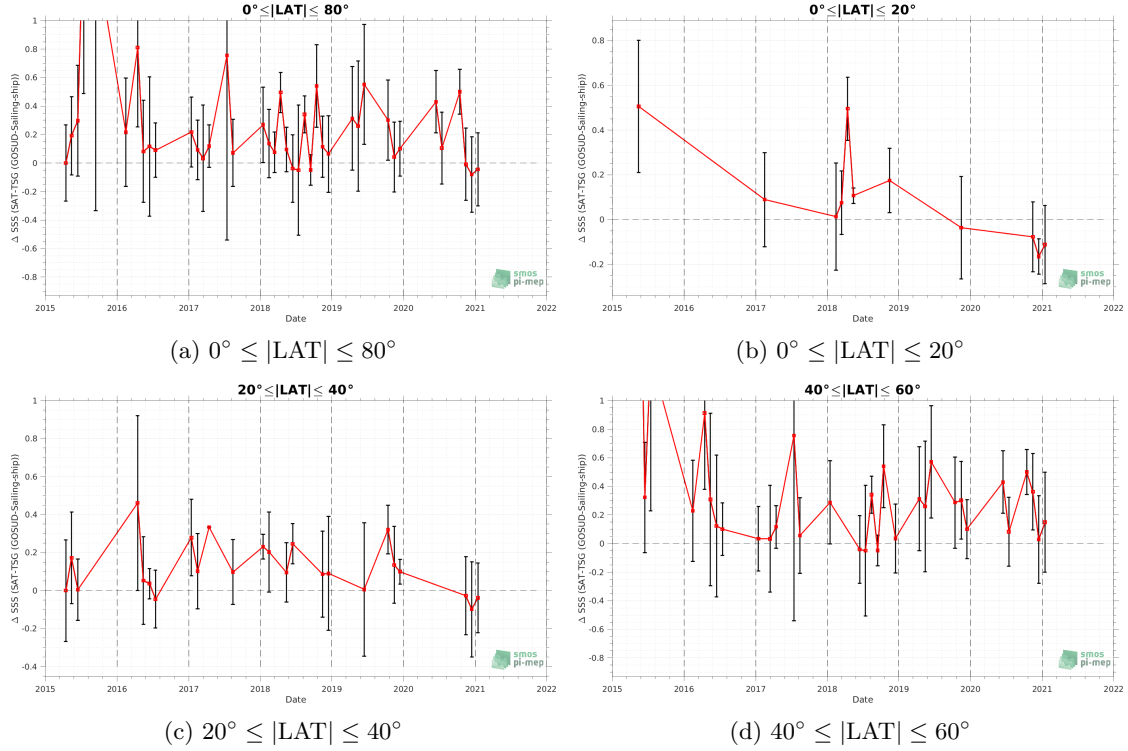 0°≤|LAT|≤ 80°
Δ SSS (SAT-TSG (GOSUD-Sailing-ship))
1
0.8
0.6
0.4
0.2
0
-0.2
-0.4
-0.6
-0.8
smos
pi-mep
2015 2016 2017 2018 2019 2020 2021 2022
Date
(a) 0° ≤ |LAT| ≤ 80°
0°≤|LAT|≤ 20°
Δ SSS (SAT-TSG (GOSUD-Sailing-ship))
0.8
0.6
0.4
0.2
0
-0.2
smos
pi-mep
2015 2016 2017 2018 2019 2020 2021 2022
Date
(b) 0° ≤ |LAT| ≤ 20°
20°≤|LAT|≤ 40°
Δ SSS (SAT-TSG (GOSUD-Sailing-ship))
1
0.8
0.6
0.4
0.2
0
-0.2
-0.4
smos
pi-mep
2015 2016 2017 2018 2019 2020 2021 2022
Date
(c) 20° ≤ |LAT| ≤ 40°
40°≤|LAT|≤ 60°
Δ SSS (SAT-TSG (GOSUD-Sailing-ship))
1
0.8
0.6
0.4
0.2
0
-0.2
-0.4
-0.6
-0.8
smos
pi-mep
2015 2016 2017 2018 2019 2020 2021 2022
Date
(d) 40° ≤ |LAT| ≤ 60°